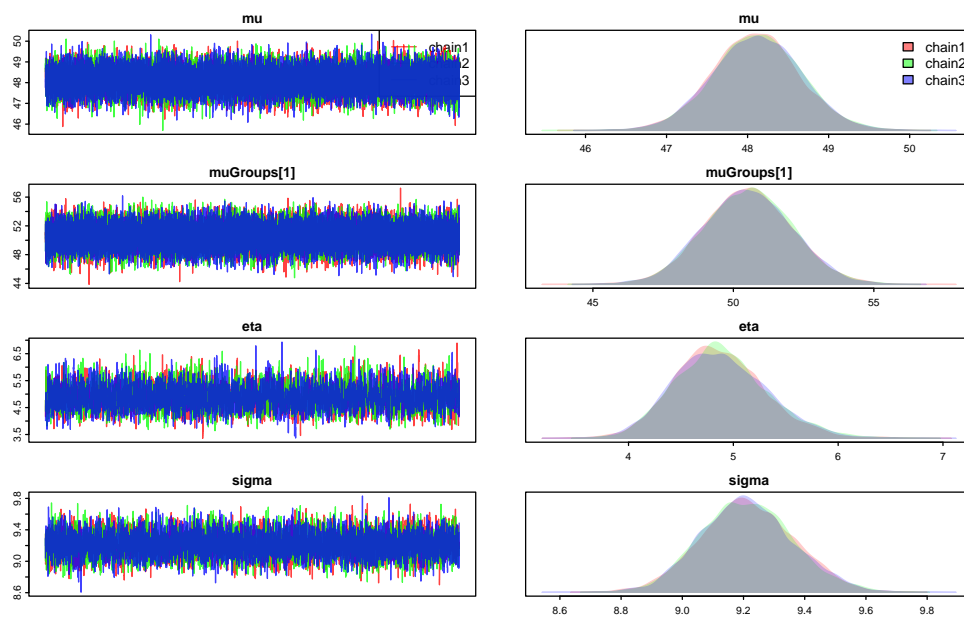 mu
46 47 48 49 50
chain1
2
3
mu
chain1
chain2
chain3
46 47 48 49 50
muGroups[1]
44 48 52 56
muGroups[1]
45 50 55
eta
3.5 4.5 5.5 6.5
eta
4 5 6 7
sigma
8.6 9.0 9.4 9.8
sigma
8.6 8.8 9.0 9.2 9.4 9.6 9.8